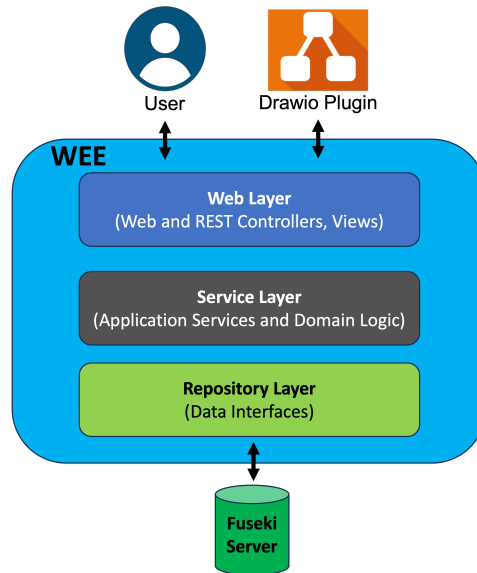 User
Drawio Plugin
WEE
Web Layer
(Web and REST Controllers, Views)
Service Layer
(Application Services and Domain Logic)
Repository Layer
(Data Interfaces)
Fuseki
Server